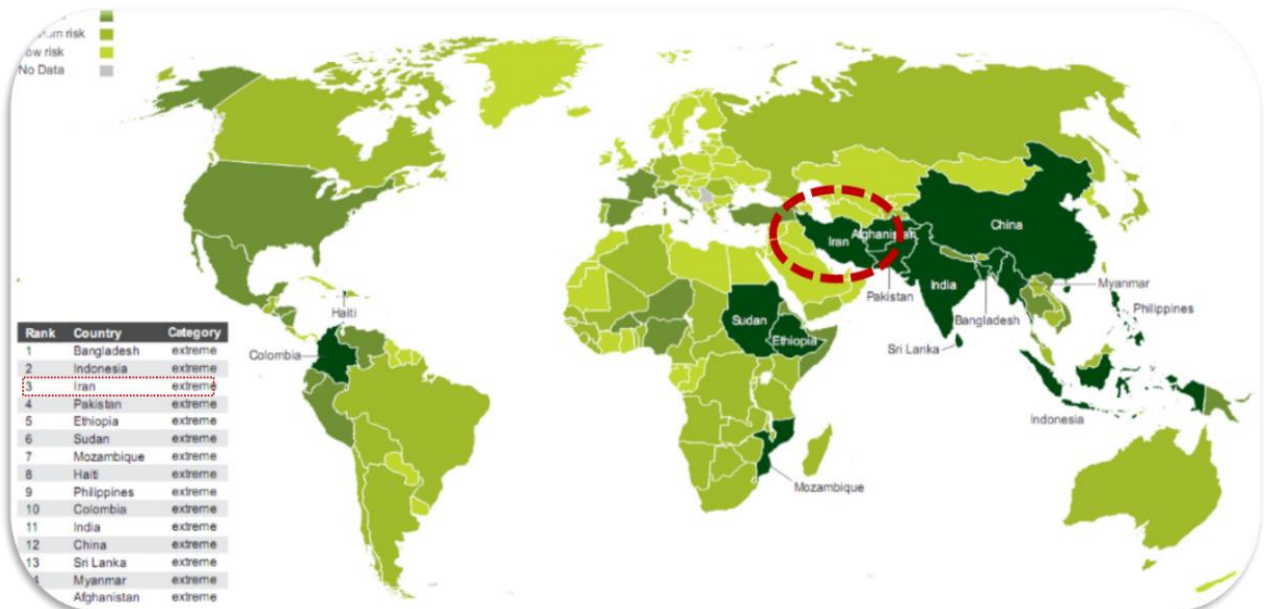 risk
risk
No Data
Iran
Afghanistan
China
India
Pakistan
Bangladesh
Myanmar
Philippines
Sri Lanka
Indonesia
Sudan
Ethiopia
Mozambique
Haiti
Colombia
Rank Country Category
1 Bangladesh extreme
2 Indonesia extreme
3 Iran extreme
4 Pakistan extreme
5 Ethiopia extreme
6 Sudan extreme
7 Mozambique extreme
8 Haiti extreme
9 Philippines extreme
10 Colombia extreme
11 India extreme
12 China extreme
13 Sri Lanka extreme
Myanmar extreme
Afghanistan extreme